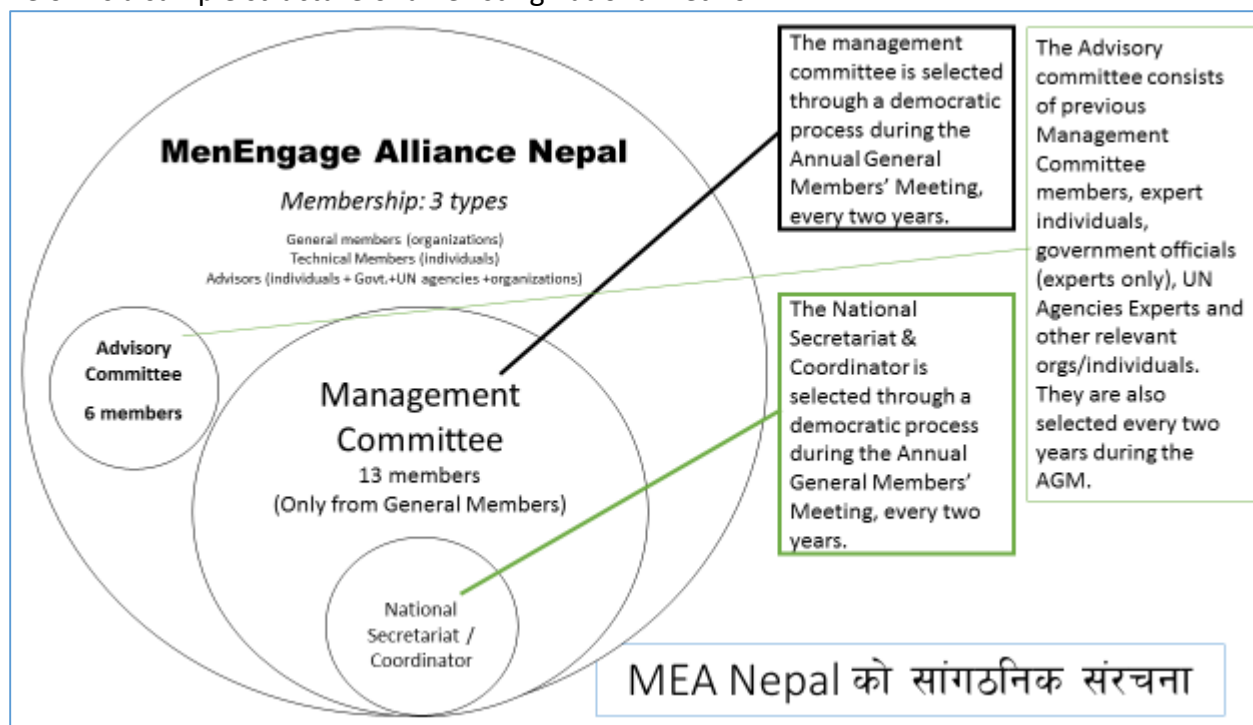 MenEngage Alliance Nepal
Membership: 3 types
General members (organizations)
Technical Members (individuals)
Advisors (individuals + Govt.+UN agencies +organizations)
Advisory
Committee
6 members
Management
Committee
13 members
(Only from General Members)
National
Secretariat /
Coordinator
The management
committee is selected
through a democratic
process during the
Annual General
Members' Meeting,
every two years.
The National
Secretariat &
Coordinator is
selected through a
democratic process
during the Annual
General Members'
Meeting, every two
years.
The Advisory
committee consists
of previous
Management
Committee
members, expert
individuals,
government officials
(experts only), UN
Agencies Experts and
other relevant
orgs/individuals.
They are also
selected every two
years during the
AGM.
MEA Nepal को सांगठनिक संरचना